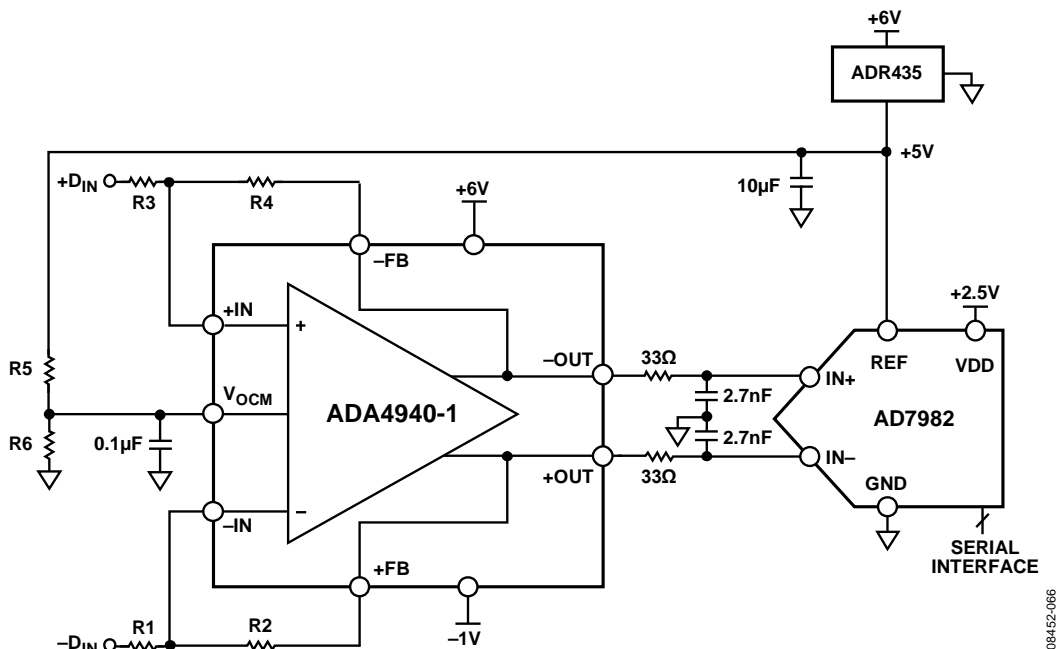 +6V
ADR435
+5V
10µF
+DIN
R3
R4
+6V
–FB
+IN
+
+2.5V
REF
VDD
R5
–OUT
33Ω
IN+
2.7nF
VOCM
ADA4940-1
AD7982
R6
0.1µF
2.7nF
IN–
+OUT
33Ω
GND
–IN
–
SERIAL
INTERFACE
+FB
R1
R2
–DIN
–1V
08452-066